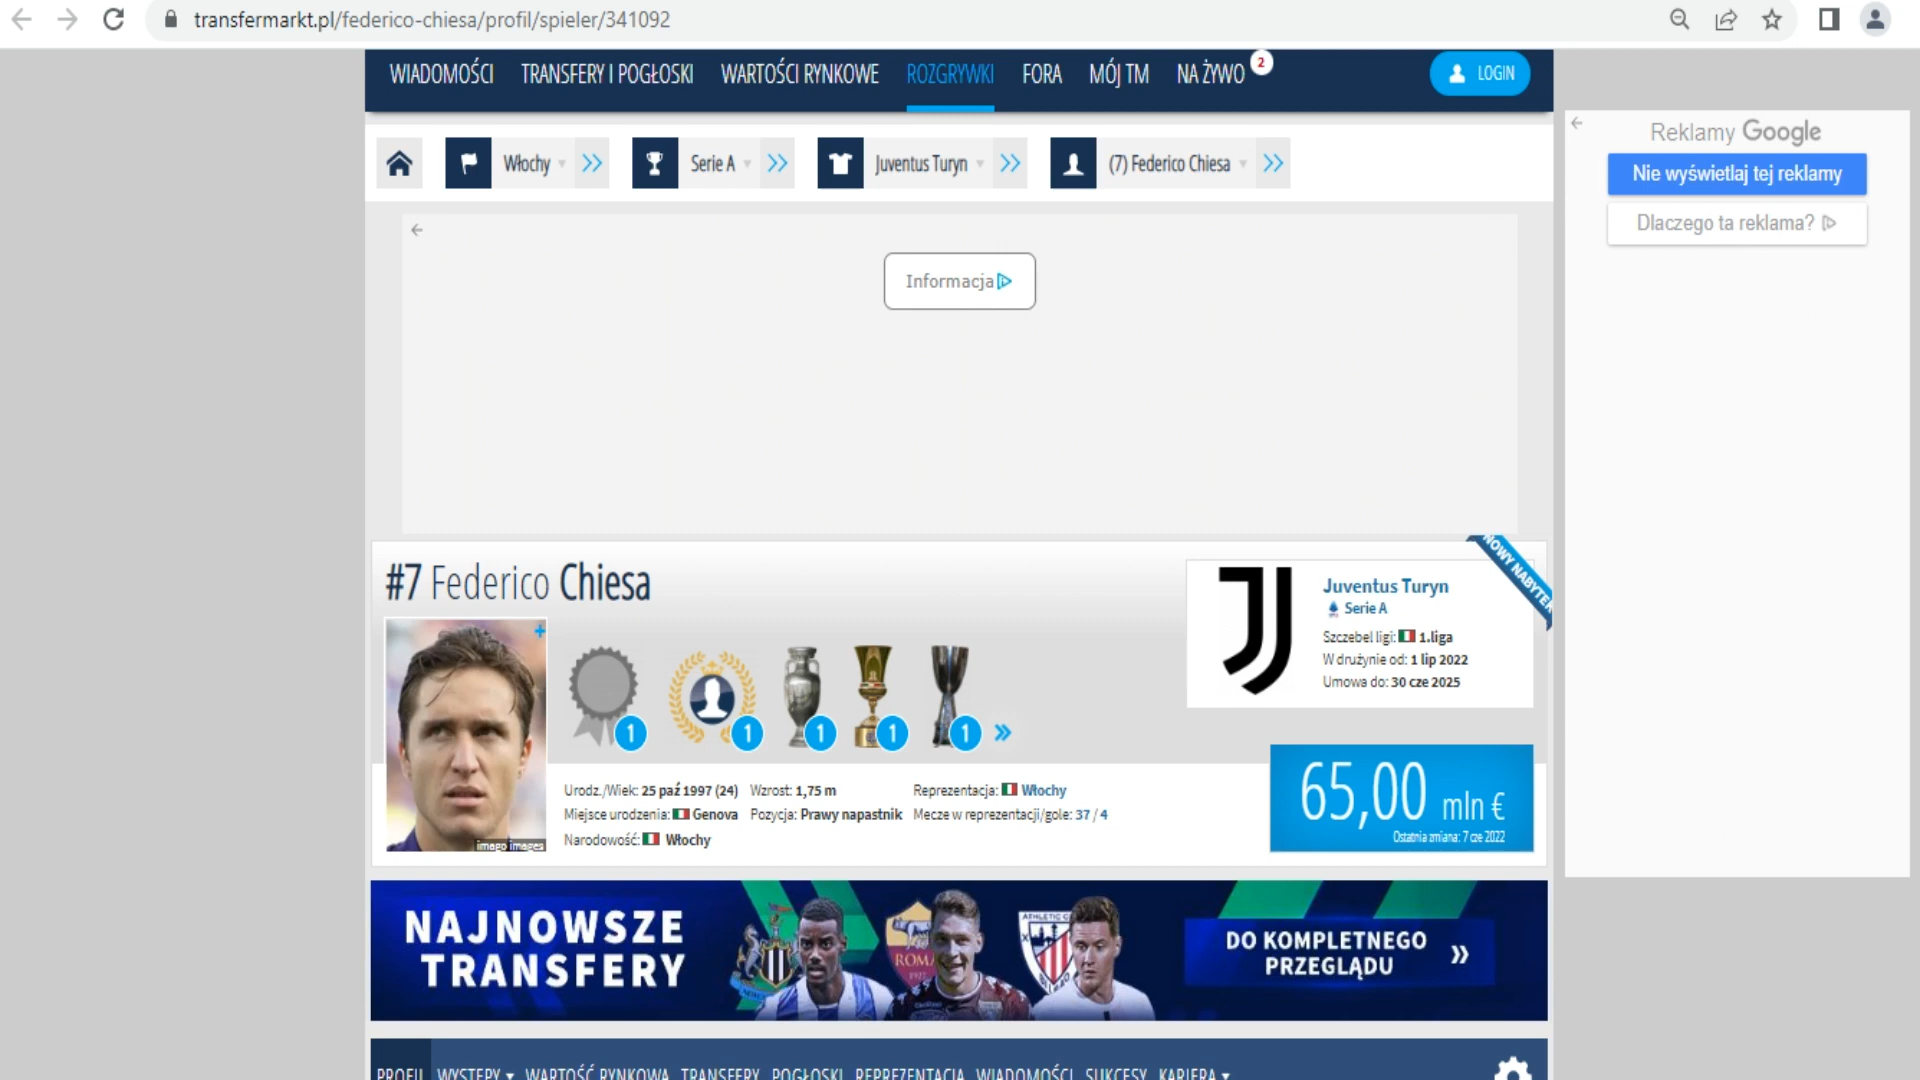 transfermarkt.pl/federico-chiesa/profil/spieler/341092
WIADOMOŚCI TRANSFERY I POGŁOSKI WARTOŚCI RYNKOWE ROZGRYWKI FORA MÓJ TM NA ŻYWO 2 LOGIN
Włochy Serie A Juventus Turyn (7) Federico Chiesa
Reklamy Google
Nie wyświetlaj tej reklamy
Dlaczego ta reklama?
Informacja
#7 Federico Chiesa
NOWY NABYTEK
Juventus Turyn
Serie A
Szczebel ligi: 1.liga
W drużynie od: 1 lip 2022
Umowa do: 30 cze 2025
1 1 1 1 1
imago images
Urodz./Wiek: 25 paź 1997 (24) Wzrost: 1,75 m Reprezentacja: Włochy
Miejsce urodzenia: Genova Pozycja: Prawy napastnik Mecze w reprezentacji/gole: 37 / 4
Narodowość: Włochy
65,00 mln €
Ostatnia zmiana: 7 cze 2022
NAJNOWSZE
TRANSFERY
ROMA
1927
ATHLETIC C
DO KOMPLETNEGO
PRZEGLĄDU
PROFIL WYSTĘPY WARTOŚĆ RYNKOWA TRANSFERY POGŁOSKI REPREZENTACJA WIADOMOŚCI SUKCESY KARIERA